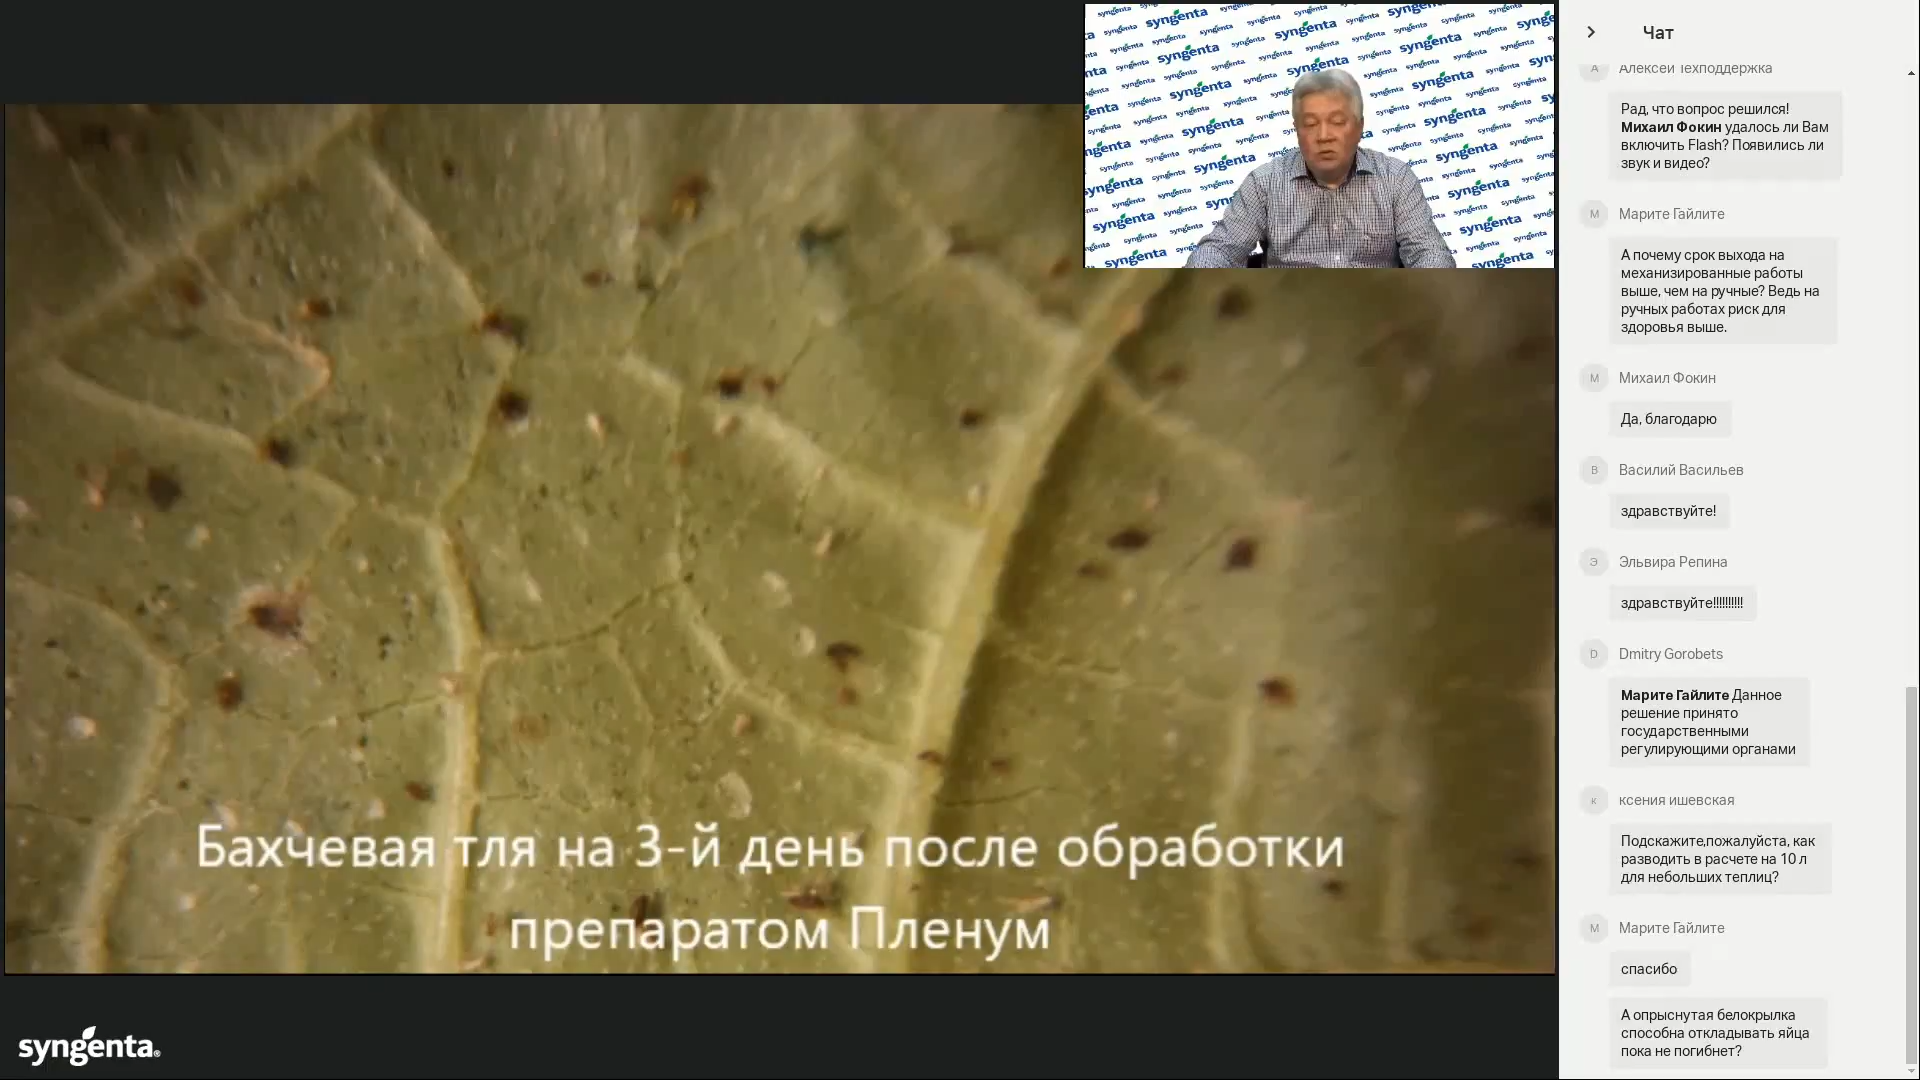 syngenta
Бахчевая тля на 3-й день после обработки
препаратом Пленум
syngenta®
Чат
А
Алексей Техподдержка
Рад, что вопрос решился!
Михаил Фокин удалось ли Вам
включить Flash? Появились ли
звук и видео?
М
Марите Гайлите
А почему срок выхода на
механизированные работы
выше, чем на ручные? Ведь на
ручных работах риск для
здоровья выше.
М
Михаил Фокин
Да, благодарю
В
Василий Васильев
здравствуйте!
Э
Эльвира Репина
здравствуйте!!!!!!!!!!
D
Dmitry Gorobets
Марите Гайлите Данное
решение принято
государственными
регулирующими органами
к
ксения ишевская
Подскажите,пожалуйста, как
разводить в расчете на 10 л
для небольших теплиц?
М
Марите Гайлите
спасибо
А опрыснутая белокрылка
способна откладывать яйца
пока не погибнет?